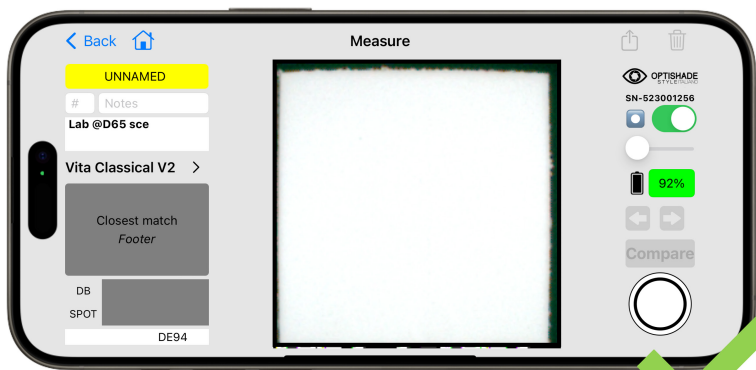 Back
Measure
UNNAMED
#
Notes
Lab @D65 sce
Vita Classical V2
Closest match
Footer
DB
SPOT
DE94
OPTISHADE
STYLEITALIANO
SN-523001256
92%
Compare